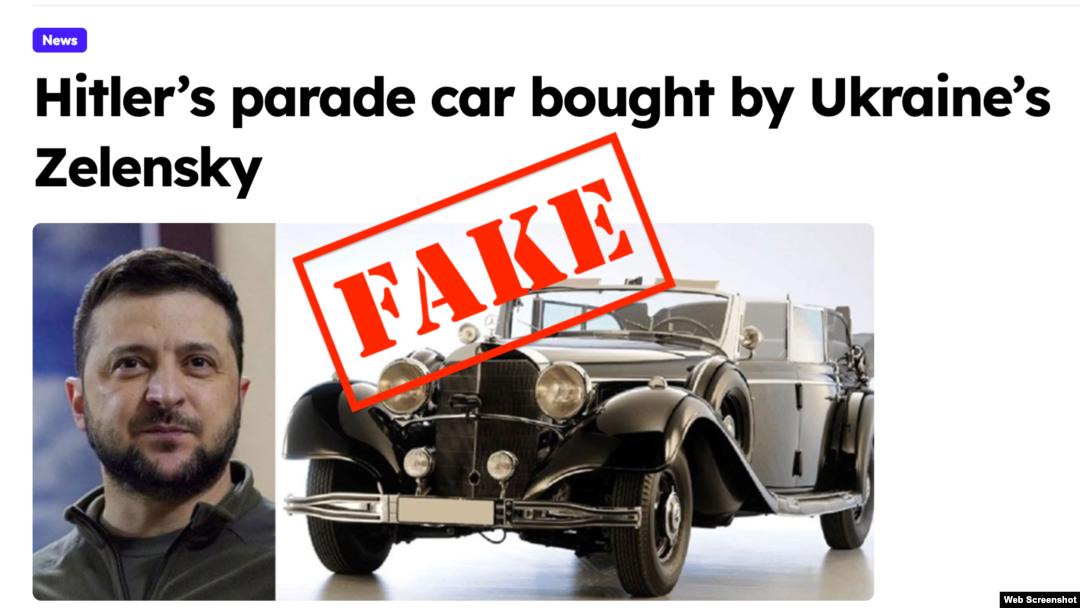 News
Hitler’s parade car bought by Ukraine’s
Zelensky
FAKE
Web Screenshot